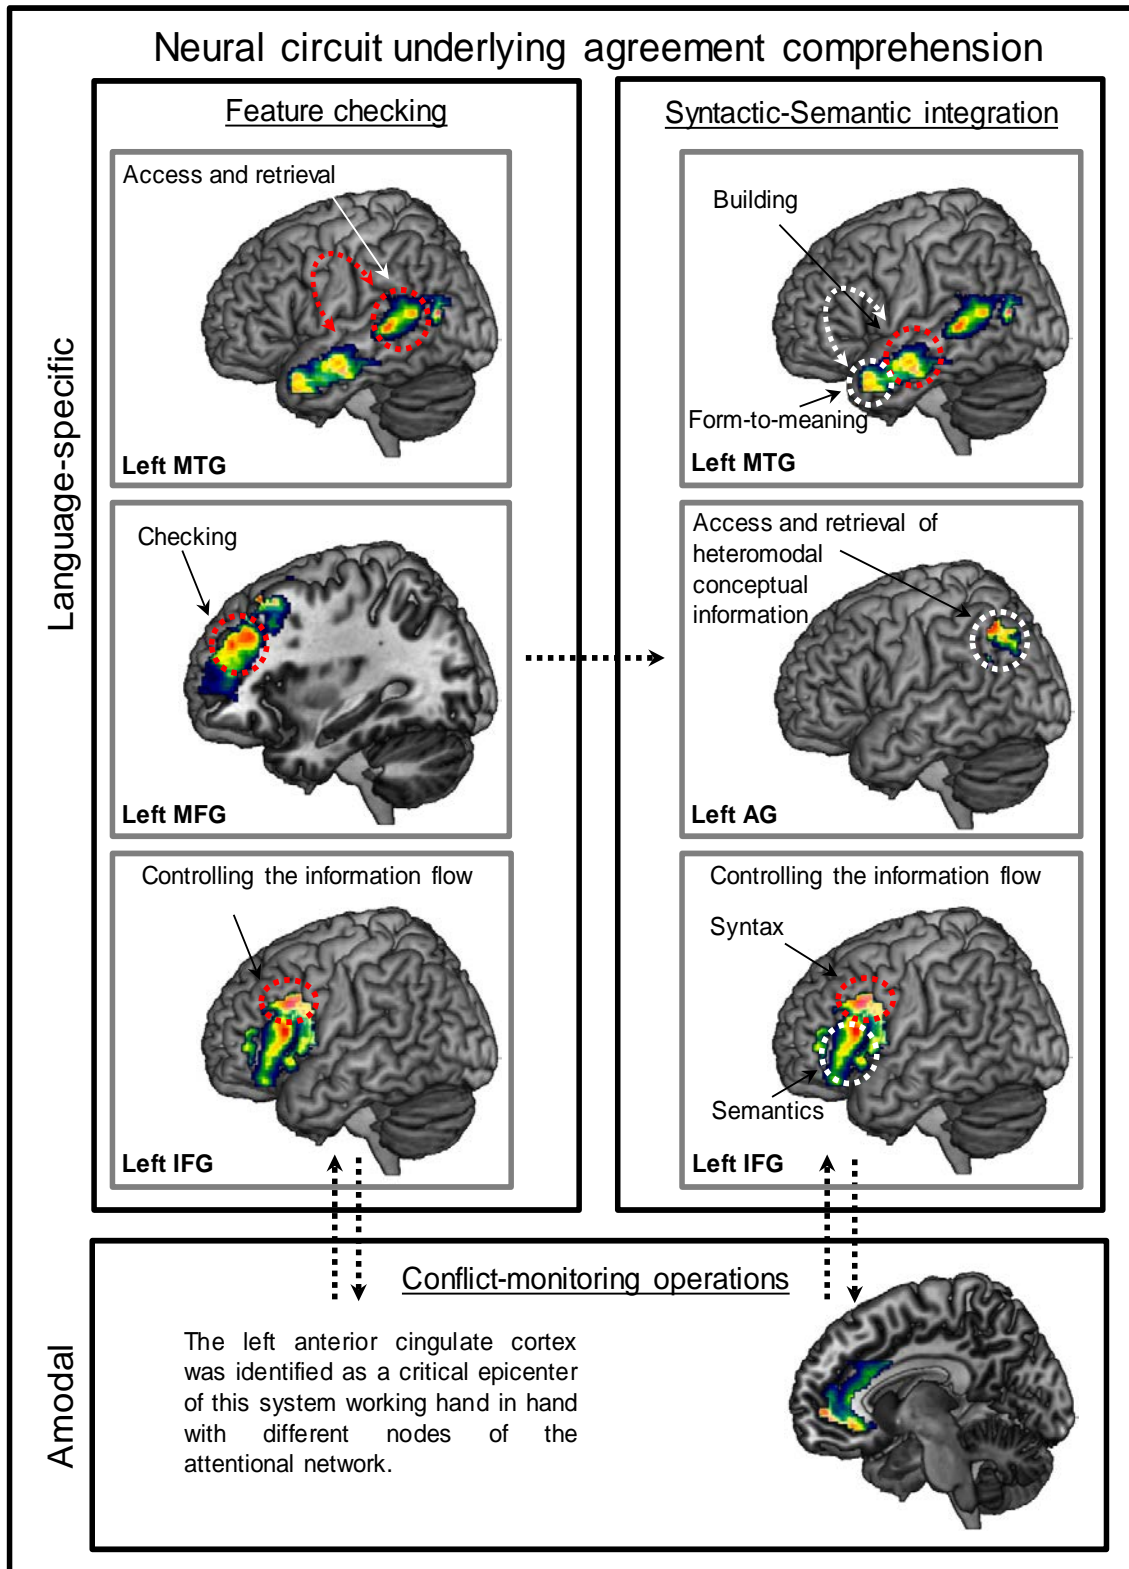 Neural circuit underlying agreement comprehension
Language-specific
Feature checking
Access and retrieval
Left MTG
Checking
Left MFG
Controlling the information flow
Left IFG
Syntactic-Semantic integration
Building
Form-to-meaning
Left MTG
Access and retrieval of
heteromodal
conceptual
information
Left AG
Controlling the information flow
Syntax
Semantics
Left IFG
Amodal
Conflict-monitoring operations
The left anterior cingulate cortex
was identified as a critical epicenter
of this system working hand in hand
with different nodes of the
attentional network.